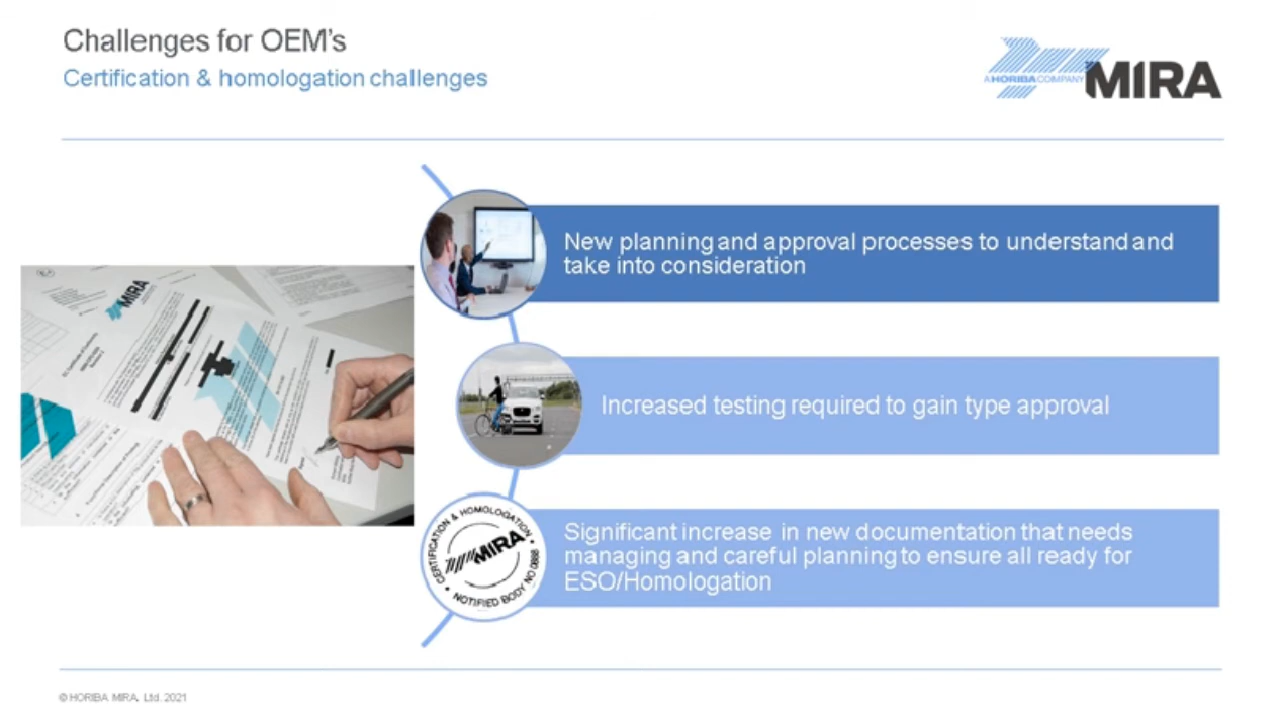 Challenges for OEM's
Certification & homologation challenges
A HORIBA COMPANY
MIRA
New planning and approval processes to understand and
take into consideration
MIRA
Increased testing required to gain type approval
Significant increase in new documentation that needs
managing and careful planning to ensure all ready for
ESO/Homologation
CERTIFICATION & HOMOLOGATION
MIRA
NOTIFIED BODY NO 0888
© HORIBA MIRA. Ltd. 2021